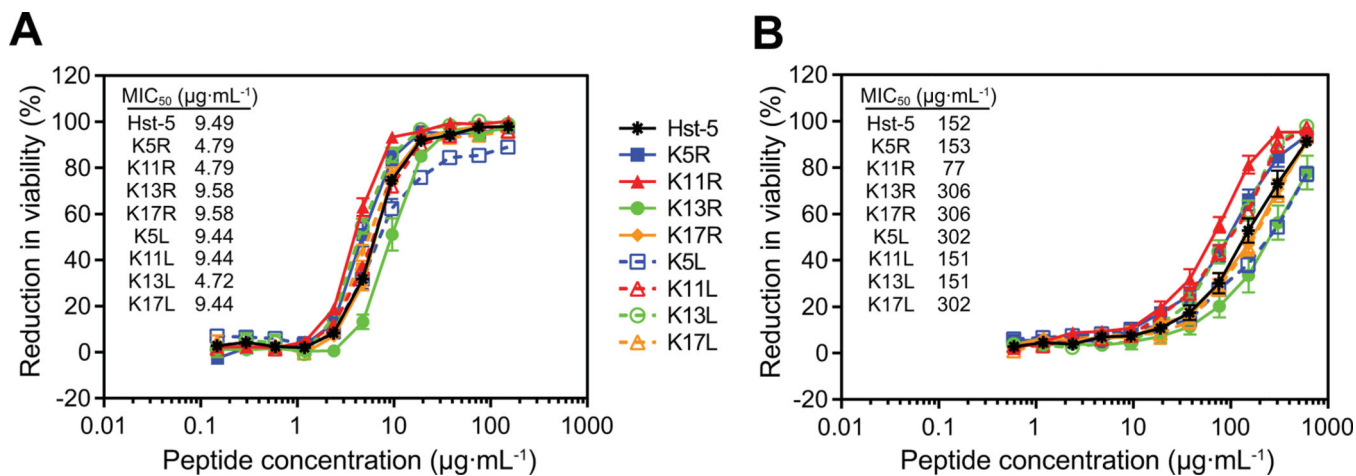 A
Reduction in viability (%)
120
100
80
60
40
20
0
-20
MIC₅₀ (µg·mL⁻¹)
Hst-5 9.49
K5R 4.79
K11R 4.79
K13R 9.58
K17R 9.58
K5L 9.44
K11L 9.44
K13L 4.72
K17L 9.44
0.01 0.1 1 10 100 1000
Peptide concentration (µg·mL⁻¹)
Hst-5
K5R
K11R
K13R
K17R
K5L
K11L
K13L
K17L
B
Reduction in viability (%)
120
100
80
60
40
20
0
-20
MIC₅₀ (µg·mL⁻¹)
Hst-5 152
K5R 153
K11R 77
K13R 306
K17R 306
K5L 302
K11L 151
K13L 151
K17L 302
0.01 0.1 1 10 100 1000
Peptide concentration (µg·mL⁻¹)